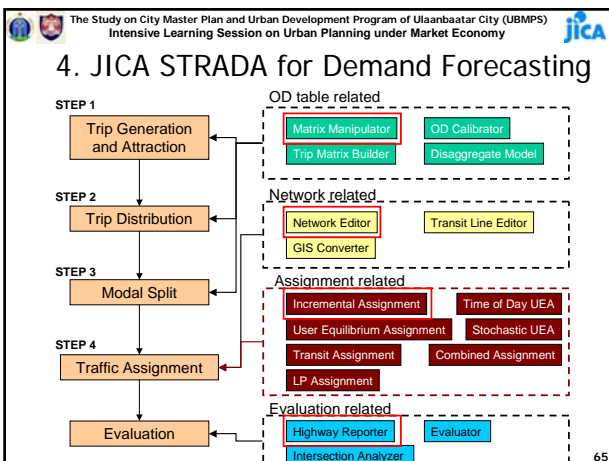 The Study on City Master Plan and Urban Development Program of Ulaanbaatar City (UBMPS)
Intensive Learning Session on Urban Planning under Market Economy
jica
4. JICA STRADA for Demand Forecasting
STEP 1
Trip Generation
and Attraction
STEP 2
Trip Distribution
STEP 3
Modal Split
STEP 4
Traffic Assignment
Evaluation
OD table related
Matrix Manipulator
OD Calibrator
Trip Matrix Builder
Disaggregate Model
Network related
Network Editor
Transit Line Editor
GIS Converter
Assignment related
Incremental Assignment
Time of Day UEA
User Equilibrium Assignment
Stochastic UEA
Transit Assignment
Combined Assignment
LP Assignment
Evaluation related
Highway Reporter
Evaluator
Intersection Analyzer
65